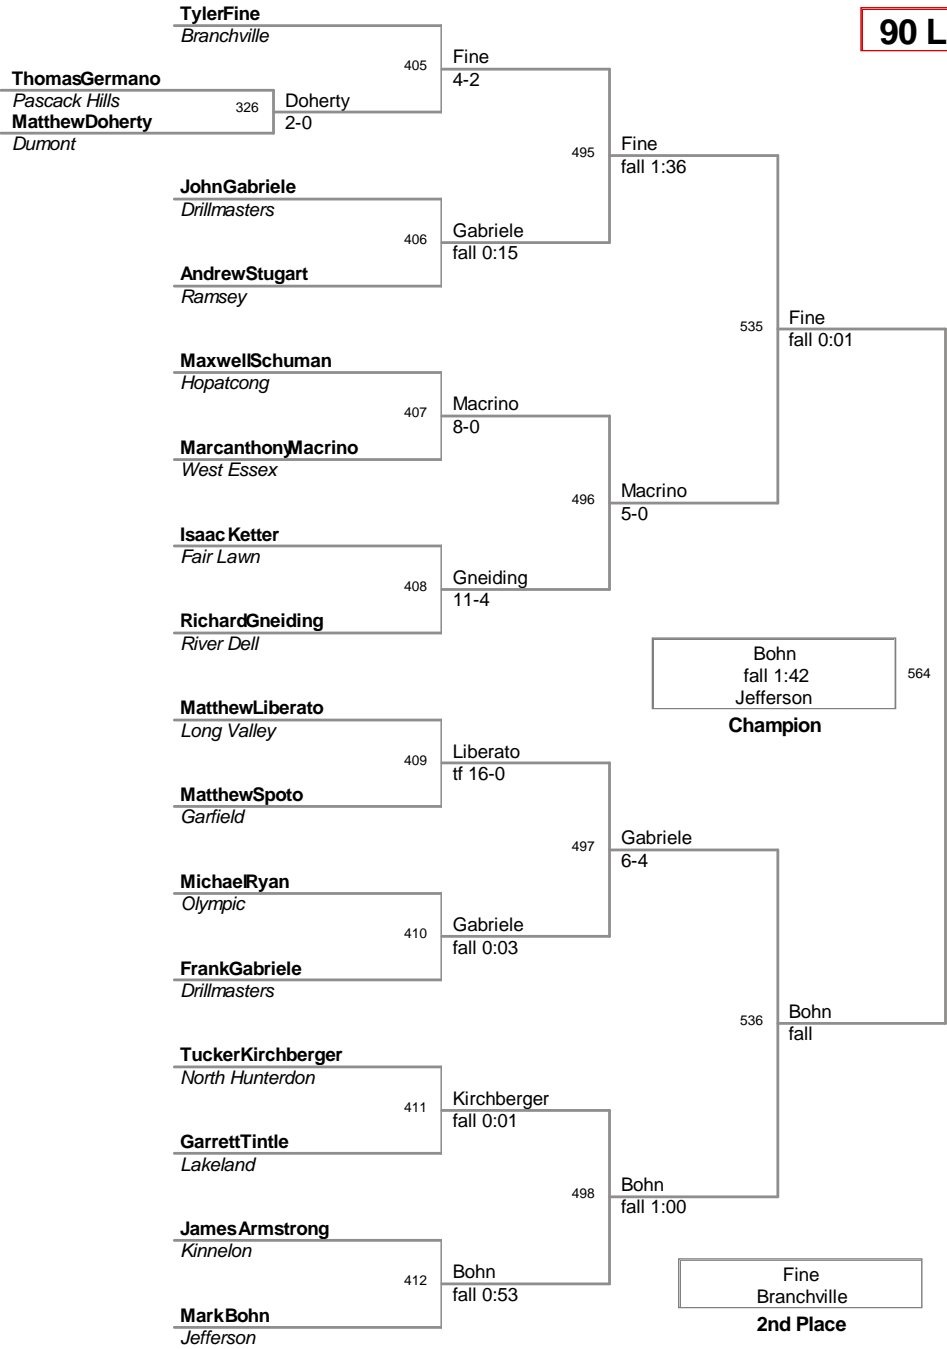 TylerFine
Branchville
90 L
405
Fine
4-2
ThomasGermano
Pascack Hills
326
Doherty
2-0
MatthewDoherty
Dumont
495
Fine
fall 1:36
JohnGabriele
Drillmasters
406
Gabriele
fall 0:15
AndrewStugart
Ramsey
535
Fine
fall 0:01
MaxwellSchuman
Hopatcong
407
Macrino
8-0
MarcanthonyMacrino
West Essex
496
Macrino
5-0
Isaac Ketter
Fair Lawn
408
Gneiding
11-4
RichardGneiding
River Dell
Bohn
fall 1:42
Jefferson
564
Champion
MatthewLiberato
Long Valley
409
Liberato
tf 16-0
MatthewSpoto
Garfield
497
Gabriele
6-4
MichaelRyan
Olympic
410
Gabriele
fall 0:03
FrankGabriele
Drillmasters
536
Bohn
fall
TuckerKirchberger
North Hunterdon
411
Kirchberger
fall 0:01
GarrettTintle
Lakeland
498
Bohn
fall 1:00
James Armstrong
Kinnelon
412
Bohn
fall 0:53
MarkBohn
Jefferson
Fine
Branchville
2nd Place